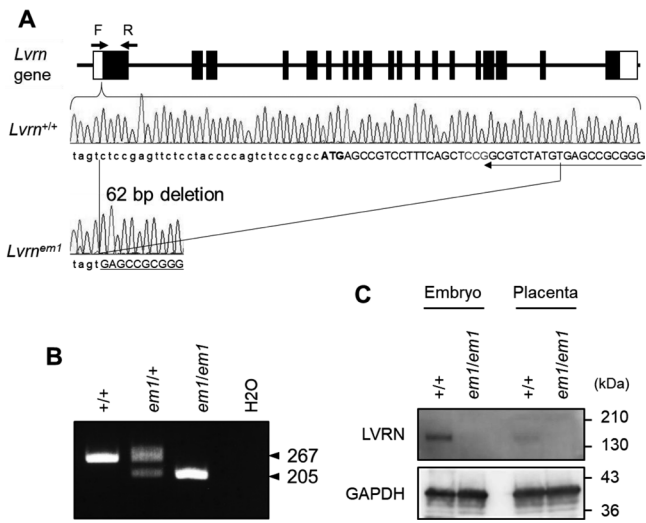 A
F R
Lvrn gene
Lvrn+/+
tagtctccgagttctcctaccccagtctcccgccATGAGCCGTCCTTTCAGCTCCGGCGTCTATGTGAGCCGCGGG
62 bp deletion
Lvrnem1
tagtGAGCCGCGGG
B
+/+ em1/+ em1/em1 H2O
267
205
C
Embryo Placenta
+/+ em1/em1 +/+ em1/em1 (kDa)
LVRN
210
130
GAPDH
43
36